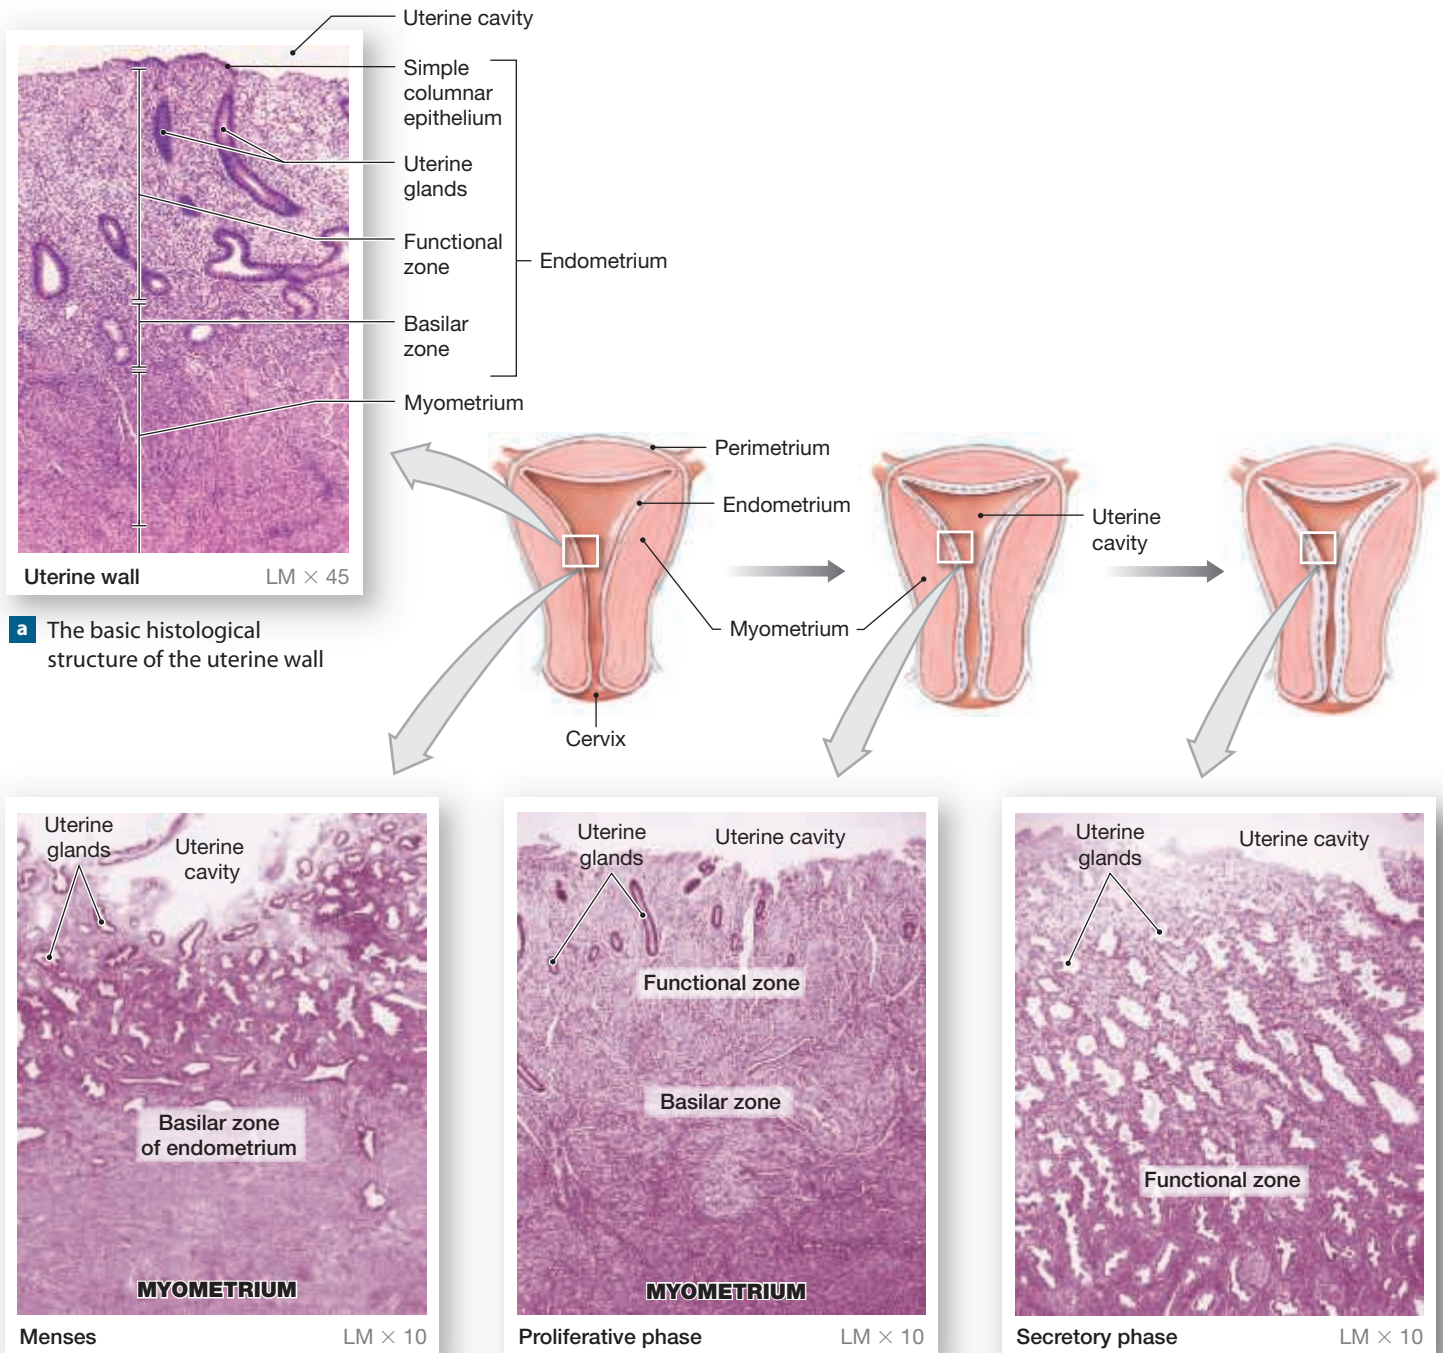 Uterine cavity
Simple
columnar
epithelium
Uterine
glands
Functional
zone
Endometrium
Basilar
zone
Myometrium
Uterine wall
LM × 45
a The basic histological
structure of the uterine wall
Perimetrium
Endometrium
Myometrium
Cervix
Uterine
cavity
Uterine
glands
Uterine
cavity
Basilar zone
of endometrium
MYOMETRIUM
Menses
LM × 10
Uterine
glands
Uterine cavity
Functional zone
Basilar zone
MYOMETRIUM
Proliferative phase
LM × 10
Uterine
glands
Uterine cavity
Functional zone
Secretory phase
LM × 10